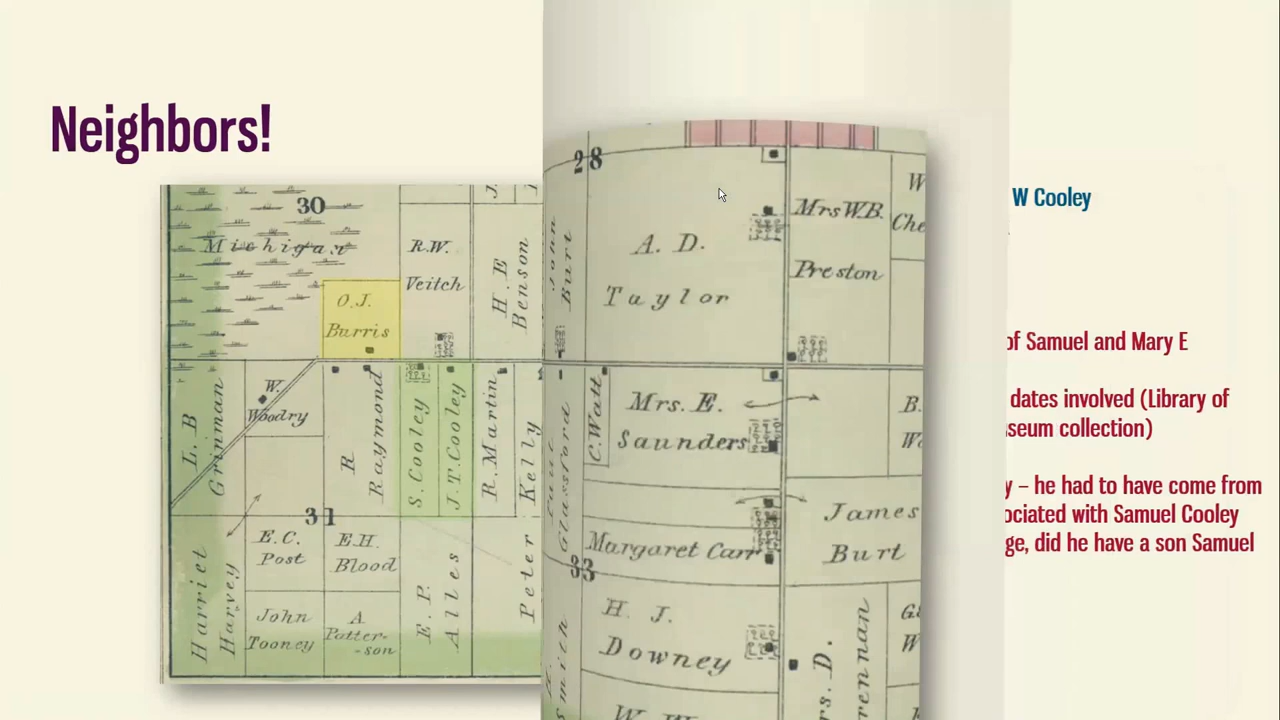 Neighbors!
30
Michigan
O.J.
Burris
R.W.
Veitch
J.
H.E
Benson
L.B
Grinman
W.
Woodry
R
Raymond
S. Cooley
J.T. Cooley
R. Martin
Kelly
Peter
31
E.C.
Post
E.H.
Blood
Harriet
Harvey
John
Tooney
A
Patter-
-son
E.P.
Alles
28
John
Burt
A. D.
Taylor
Mrs W.B.
Preston
W
Che
C. Watt
Mrs. E.
Saunders
B.
Glassford
Margaret Carr
James
Burt
33
H. J.
Downey
W. W
W Cooley
of Samuel and Mary E
dates involved (Library of
seum collection)
y – he had to have come from
ociated with Samuel Cooley
ge, did he have a son Samuel